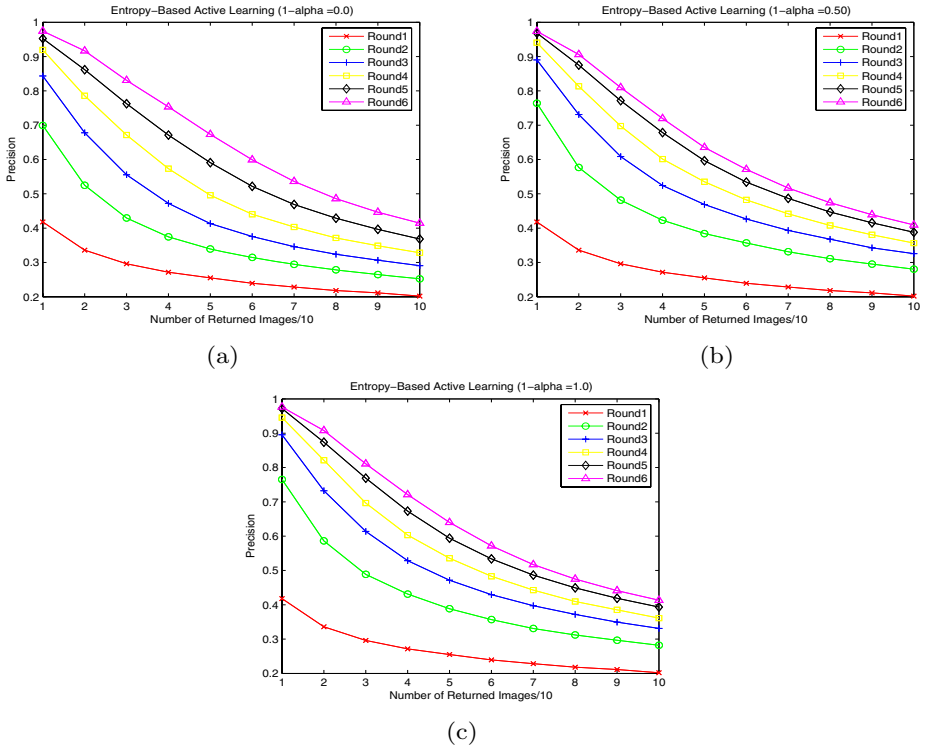 Entropy−Based Active Learning (1−alpha =0.0)
1
0.9
0.8
0.7
0.6
0.5
0.4
0.3
0.2
Precision
Round1
Round2
Round3
Round4
Round5
Round6
1 2 3 4 5 6 7 8 9 10
Number of Returned Images/10
(a)
Entropy−Based Active Learning (1−alpha =0.50)
1
0.9
0.8
0.7
0.6
0.5
0.4
0.3
0.2
Precision
Round1
Round2
Round3
Round4
Round5
Round6
1 2 3 4 5 6 7 8 9 10
Number of Returned Images/10
(b)
Entropy−Based Active Learning (1−alpha =1.0)
1
0.9
0.8
0.7
0.6
0.5
0.4
0.3
0.2
Precision
Round1
Round2
Round3
Round4
Round5
Round6
1 2 3 4 5 6 7 8 9 10
Number of Returned Images/10
(c)